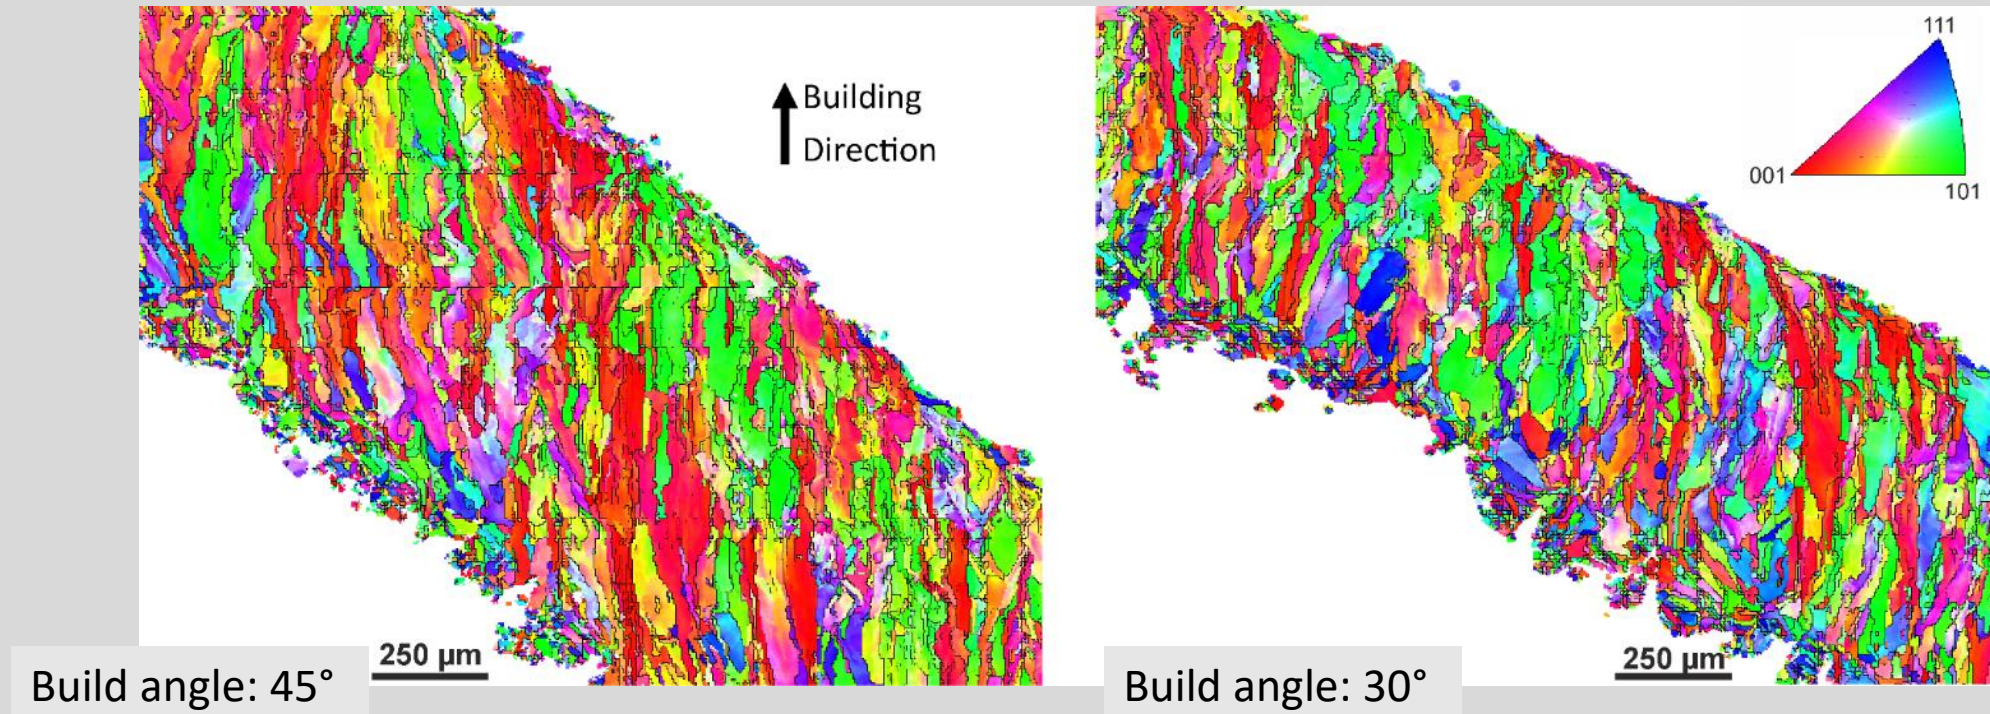 Building
Direction
111
001
101
250 µm
Build angle: 45°
250 µm
Build angle: 30°